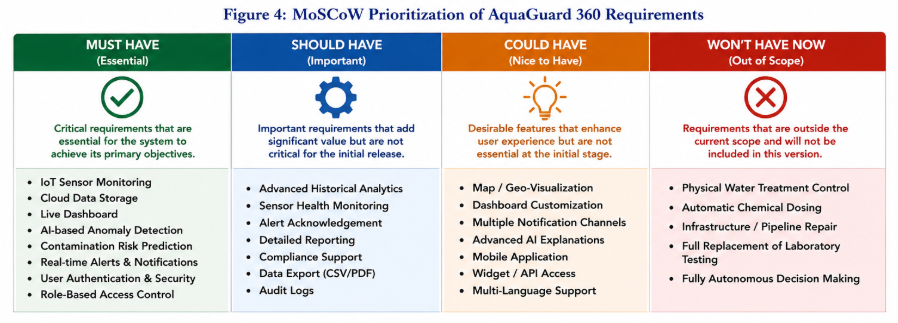 Figure 4: MoSCoW Prioritization of AquaGuard 360 Requirements
MUST HAVE
(Essential)
Critical requirements that are
essential for the system to
achieve its primary objectives.
• IoT Sensor Monitoring
• Cloud Data Storage
• Live Dashboard
• AI-based Anomaly Detection
• Contamination Risk Prediction
• Real-time Alerts & Notifications
• User Authentication & Security
• Role-Based Access Control
SHOULD HAVE
(Important)
Important requirements that add
significant value but are not
critical for the initial release.
• Advanced Historical Analytics
• Sensor Health Monitoring
• Alert Acknowledgement
• Detailed Reporting
• Compliance Support
• Data Export (CSV/PDF)
• Audit Logs
COULD HAVE
(Nice to Have)
Desirable features that enhance
user experience but are not
essential at the initial stage.
• Map / Geo-Visualization
• Dashboard Customization
• Multiple Notification Channels
• Advanced AI Explanations
• Mobile Application
• Widget / API Access
• Multi-Language Support
WON'T HAVE NOW
(Out of Scope)
Requirements that are outside the
current scope and will not be
included in this version.
• Physical Water Treatment Control
• Automatic Chemical Dosing
• Infrastructure / Pipeline Repair
• Full Replacement of Laboratory
Testing
• Fully Autonomous Decision Making